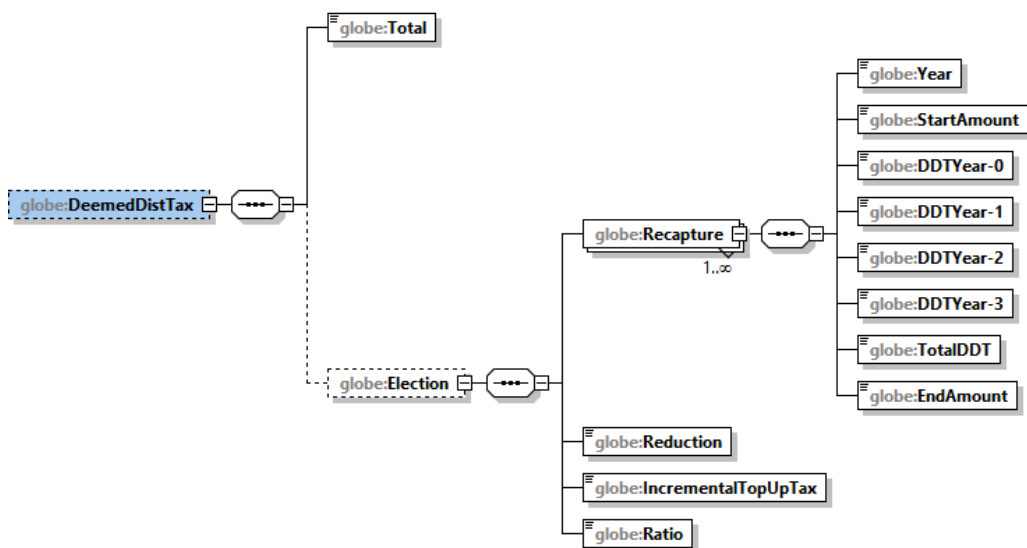 globe:Total
globe:DeemedDistTax
globe:Election
globe:Recapture
1..∞
globe:Year
globe:StartAmount
globe:DDTYear-0
globe:DDTYear-1
globe:DDTYear-2
globe:DDTYear-3
globe:TotalDDT
globe:EndAmount
globe:Reduction
globe:IncrementalTopUpTax
globe:Ratio